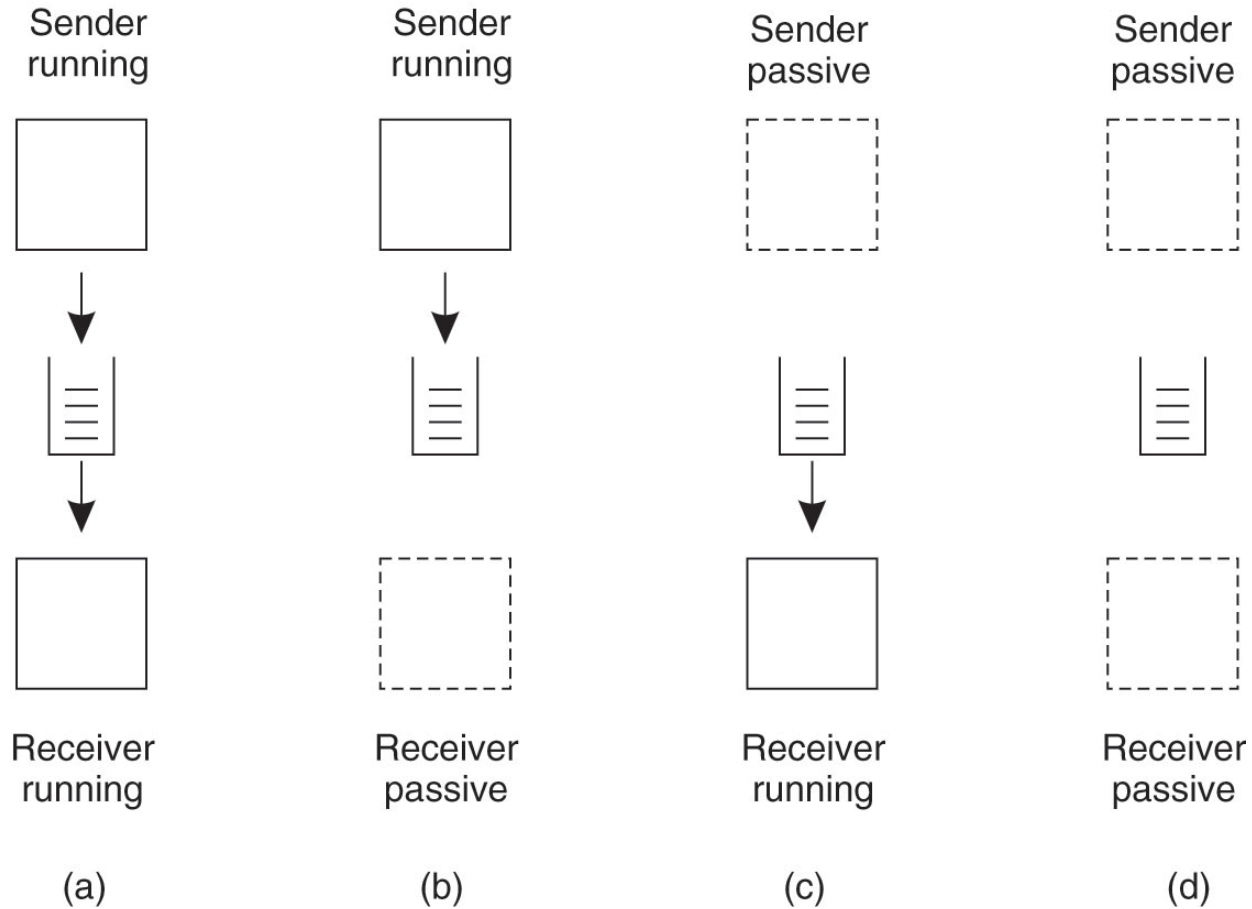 Sender
running
Sender
running
Sender
passive
Sender
passive
Receiver
running
Receiver
passive
Receiver
running
Receiver
passive
(a)
(b)
(c)
(d)